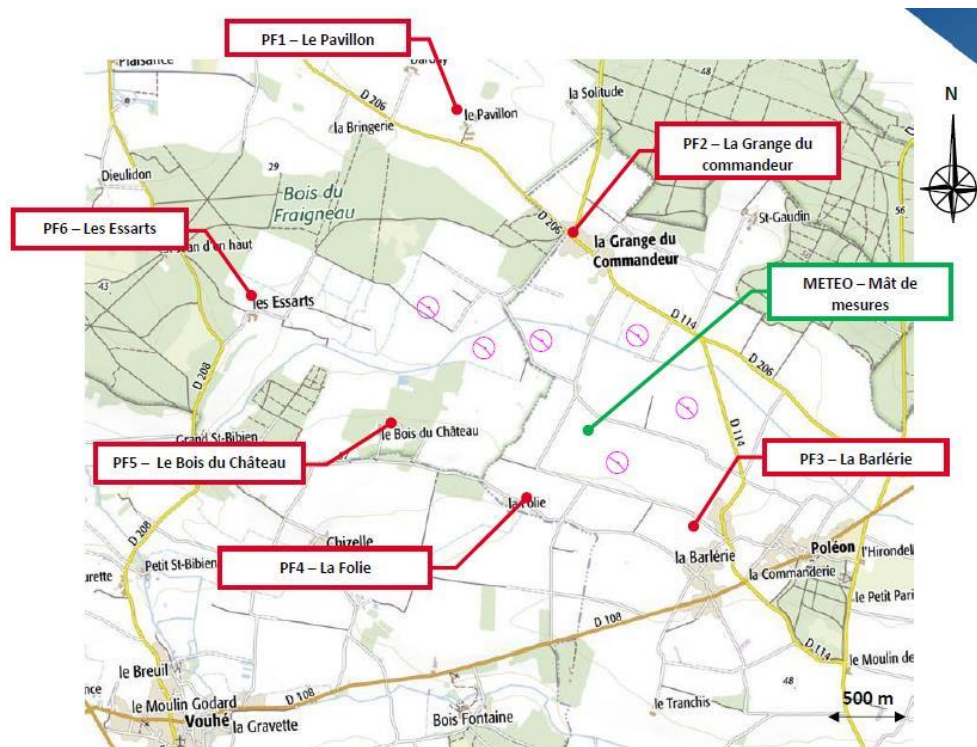 PF1 – Le Pavillon
N
Plaisance
48
D 206
le Pavillon
la Solitude
la Bringerie
PF2 – La Grange du
commandeur
29
Dieulidon
Bois du
Fraigneau
St-Gaudin
56
PF6 – Les Essarts
D 206
la Grange du
Commandeur
METEO – Mât de
mesures
43
les Essarts
D 114
D 208
D 206
le Bois du Château
D 114
Grand St-Bibien
PF5 – Le Bois du Château
PF3 – La Barlérie
la Folie
D 208
Chizelle
Poléon
l'Hirondel
la Barlérie
la Commanderie
Petit St-Bibien
PF4 – La Folie
le Petit Pari
D 108
D 114
le Breuil
le Moulin de
48
500 m
le Moulin Godard
D 108
le Tranchis
Vouhé
la Gravette
Bois Fontaine